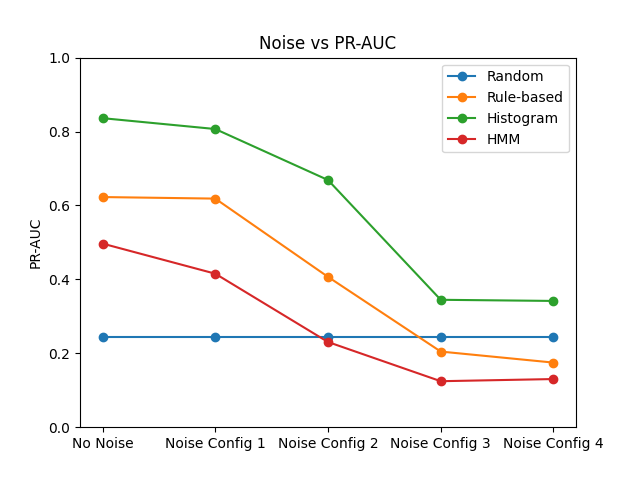 Noise vs PR-AUC
1.0
0.8
0.6
0.4
0.2
0.0
PR-AUC
Random
Rule-based
Histogram
HMM
No Noise Noise Config 1 Noise Config 2 Noise Config 3 Noise Config 4